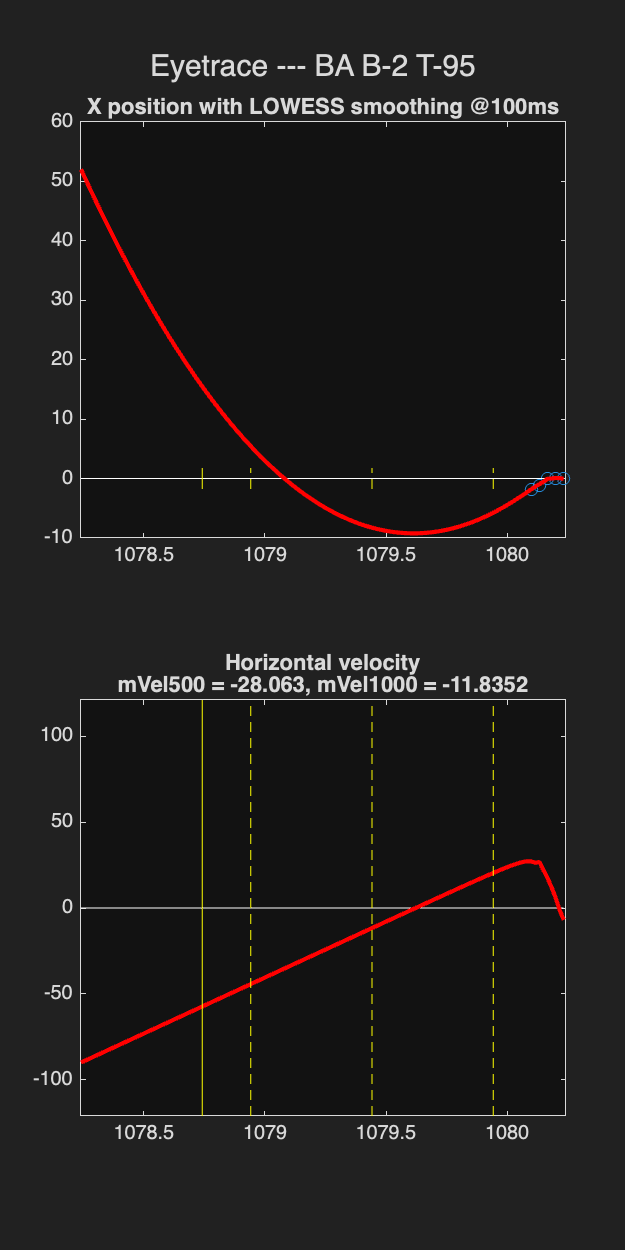 Eyetrace --- BA B-2 T-95
X position with LOWESS smoothing @100ms
60
50
40
30
20
10
0
-10
1078.5 1079 1079.5 1080
Horizontal velocity
mVel500 = -28.063, mVel1000 = -11.8352
100
50
0
-50
-100
1078.5 1079 1079.5 1080